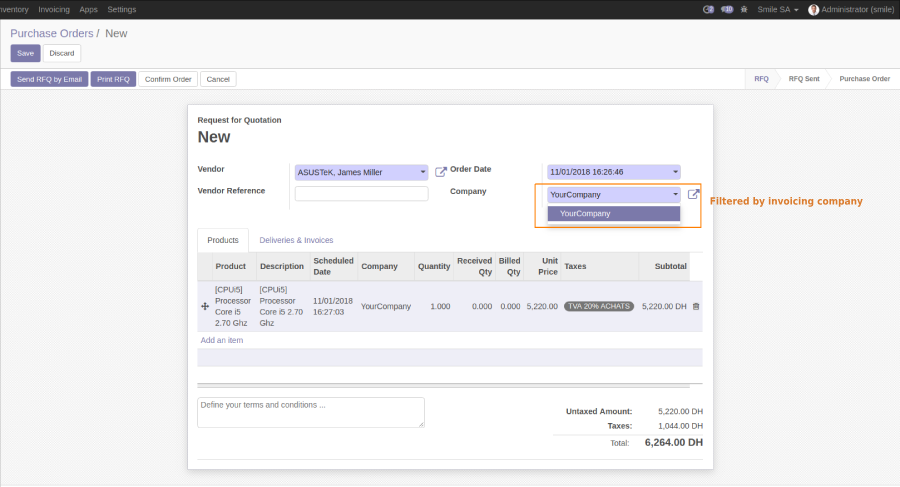 nventory Invoicing Apps Settings 2 10 Smile SA Administrator (smile)
Purchase Orders / New
Save Discard
Send RFQ by Email Print RFQ Confirm Order Cancel RFQ RFQ Sent Purchase Order
Request for Quotation
New
Vendor ASUSTeK, James Miller Order Date 11/01/2018 16:26:46
Vendor Reference Company YourCompany
Filtered by invoicing company
YourCompany
Products Deliveries & Invoices
Product Description Scheduled Date Company Quantity Received Qty Billed Qty Unit Price Taxes Subtotal
[CPUi5] Processor Core i5 2.70 Ghz [CPUi5] Processor Core i5 2.70 Ghz 11/01/2018 16:27:03 YourCompany 1.000 0.000 0.000 5,220.00 TVA 20% ACHATS 5,220.00 DH
Add an item
Define your terms and conditions ...
Untaxed Amount: 5,220.00 DH
Taxes: 1,044.00 DH
Total: 6,264.00 DH